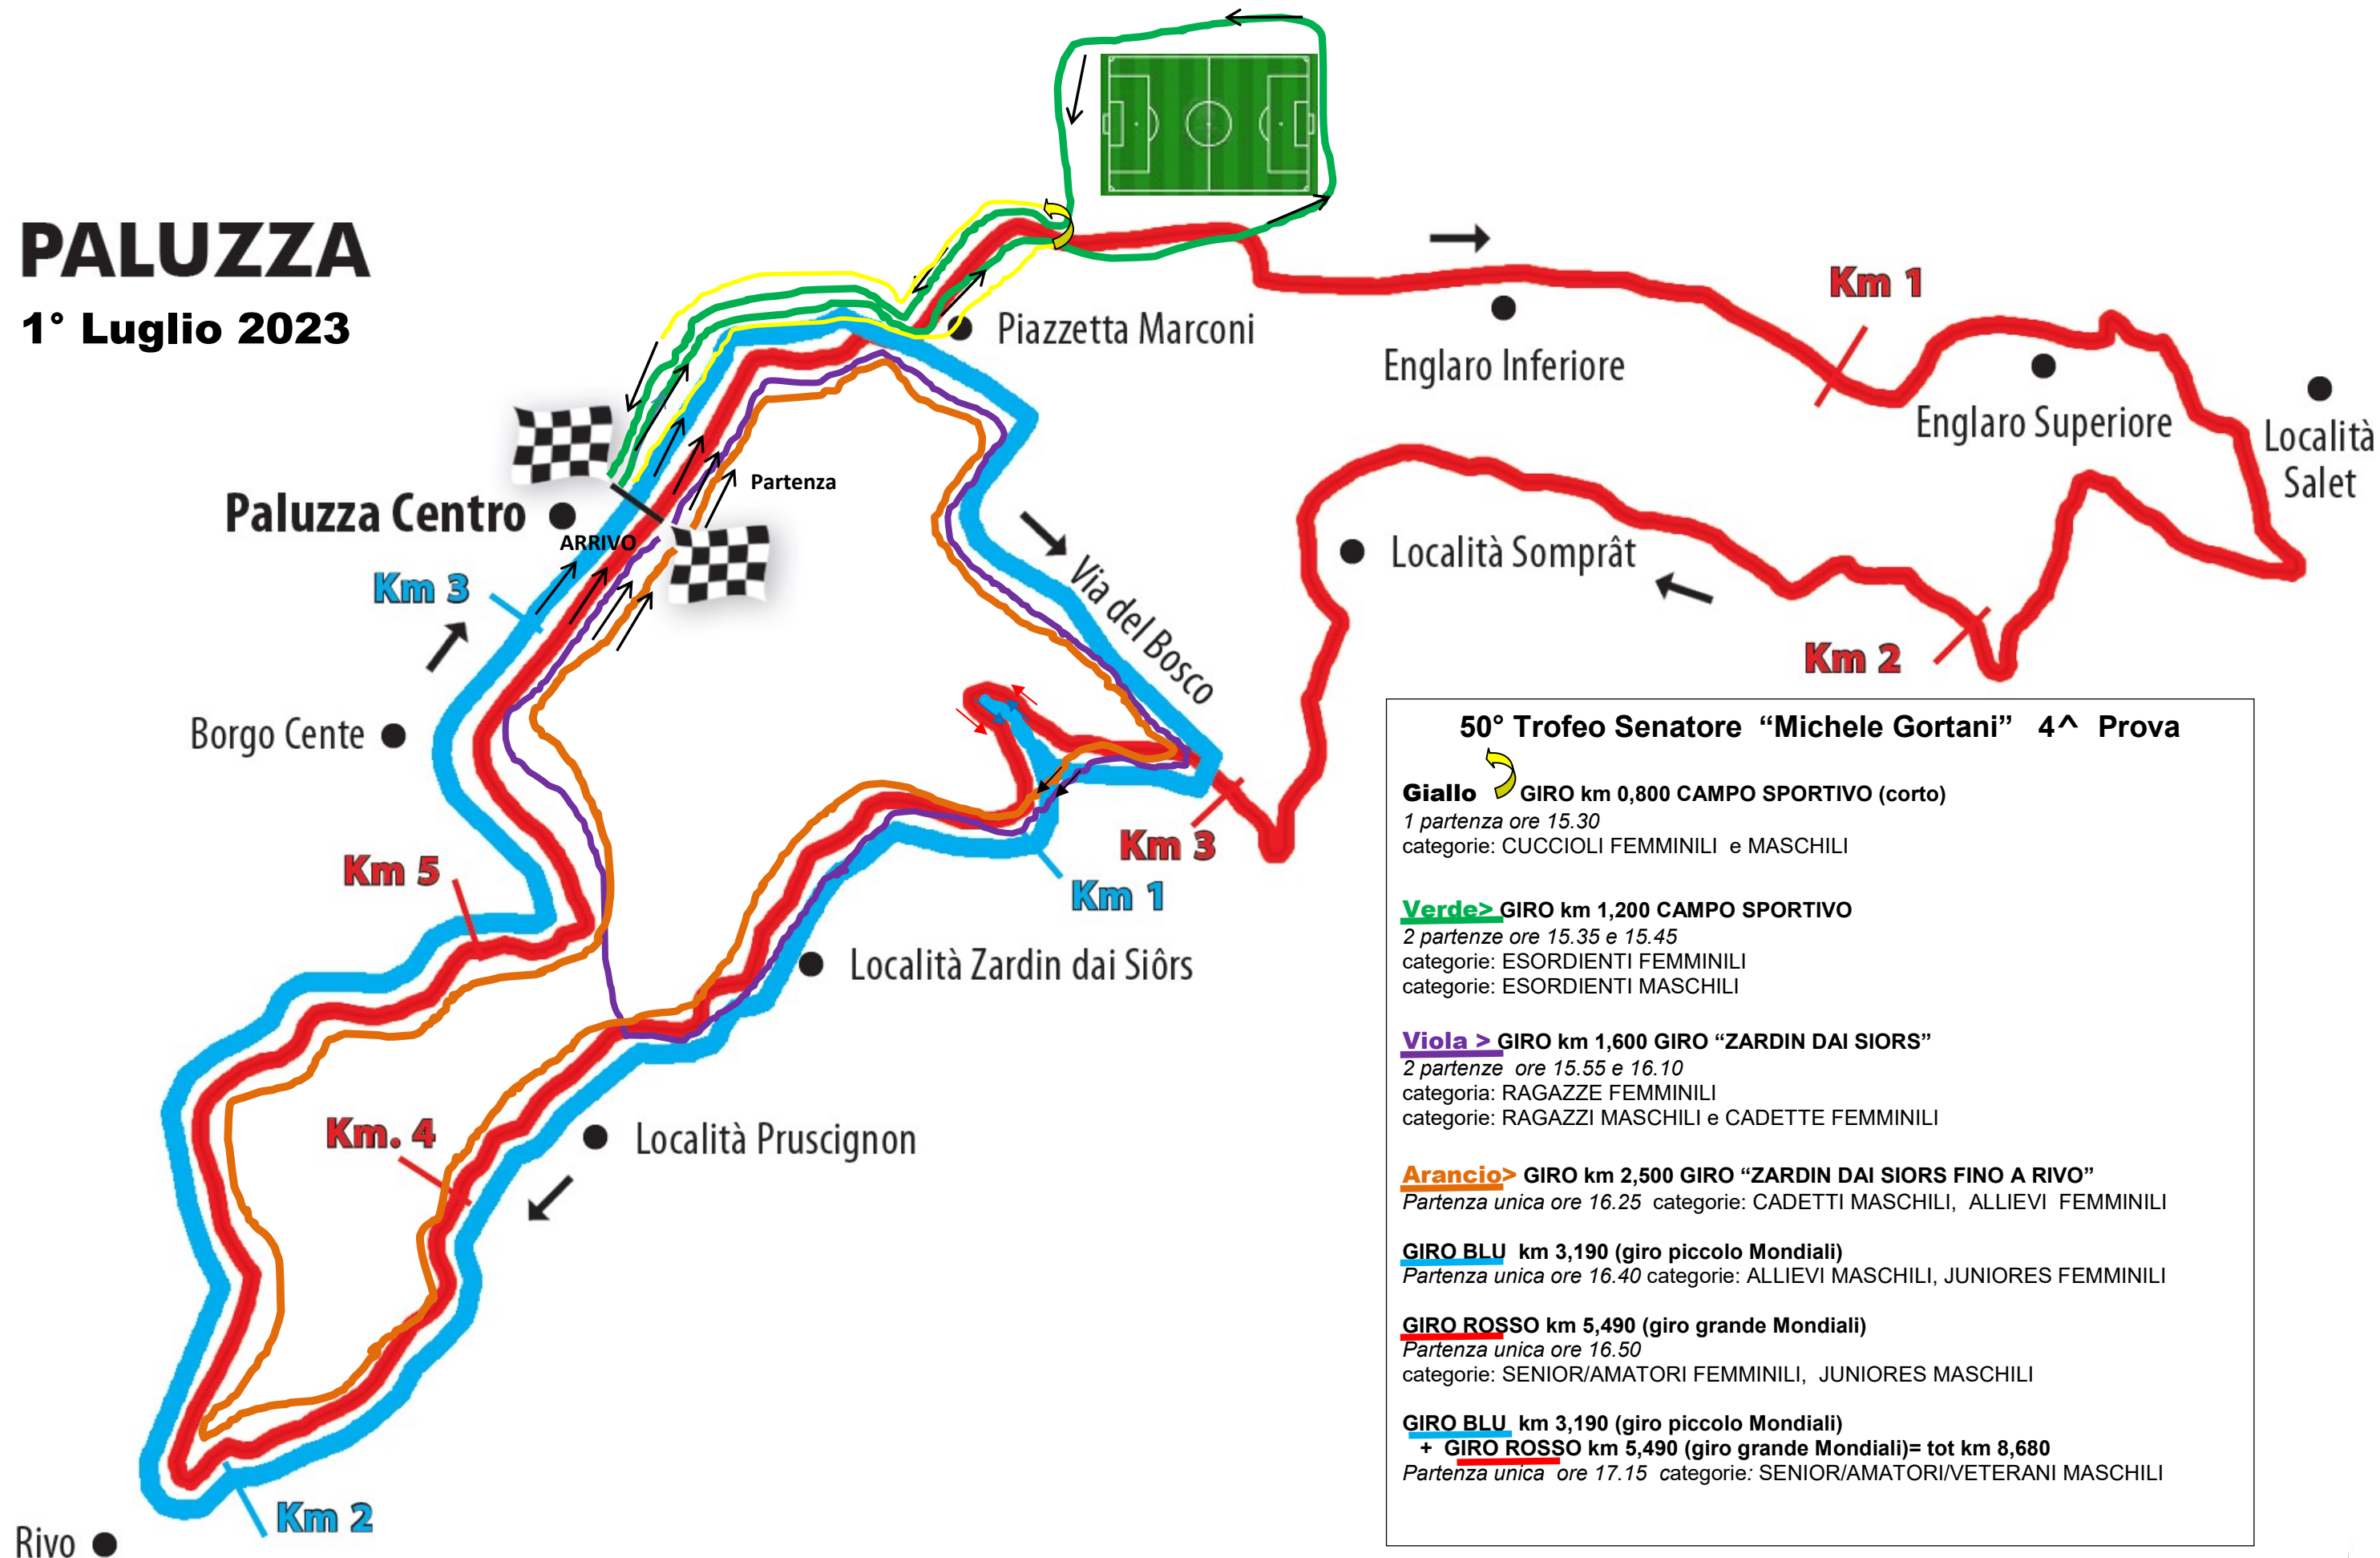 PALUZZA
1° Luglio 2023
Piazzetta Marconi
Englaro Inferiore
Km 1
Englaro Superiore
Località
Salet
Partenza
Paluzza Centro
ARRIVO
Km 3
Via del Bosco
Località Somprât
Km 2
Borgo Cente
Km 5
Km 3
Km 1
Località Zardin dai Siôrs
Km. 4
Località Pruscignon
Km 2
Rivo
50° Trofeo Senatore “Michele Gortani” 4^ Prova
Giallo GIRO km 0,800 CAMPO SPORTIVO (corto)
1 partenza ore 15.30
categorie: CUCCIOLI FEMMINILI e MASCHILI
Verde> GIRO km 1,200 CAMPO SPORTIVO
2 partenze ore 15.35 e 15.45
categorie: ESORDIENTI FEMMINILI
categorie: ESORDIENTI MASCHILI
Viola > GIRO km 1,600 GIRO “ZARDIN DAI SIORS”
2 partenze ore 15.55 e 16.10
categoria: RAGAZZE FEMMINILI
categorie: RAGAZZI MASCHILI e CADETTE FEMMINILI
Arancio> GIRO km 2,500 GIRO “ZARDIN DAI SIORS FINO A RIVO”
Partenza unica ore 16.25 categorie: CADETTI MASCHILI, ALLIEVI FEMMINILI
GIRO BLU km 3,190 (giro piccolo Mondiali)
Partenza unica ore 16.40 categorie: ALLIEVI MASCHILI, JUNIORES FEMMINILI
GIRO ROSSO km 5,490 (giro grande Mondiali)
Partenza unica ore 16.50
categorie: SENIOR/AMATORI FEMMINILI, JUNIORES MASCHILI
GIRO BLU km 3,190 (giro piccolo Mondiali)
+ GIRO ROSSO km 5,490 (giro grande Mondiali)= tot km 8,680
Partenza unica ore 17.15 categorie: SENIOR/AMATORI/VETERANI MASCHILI